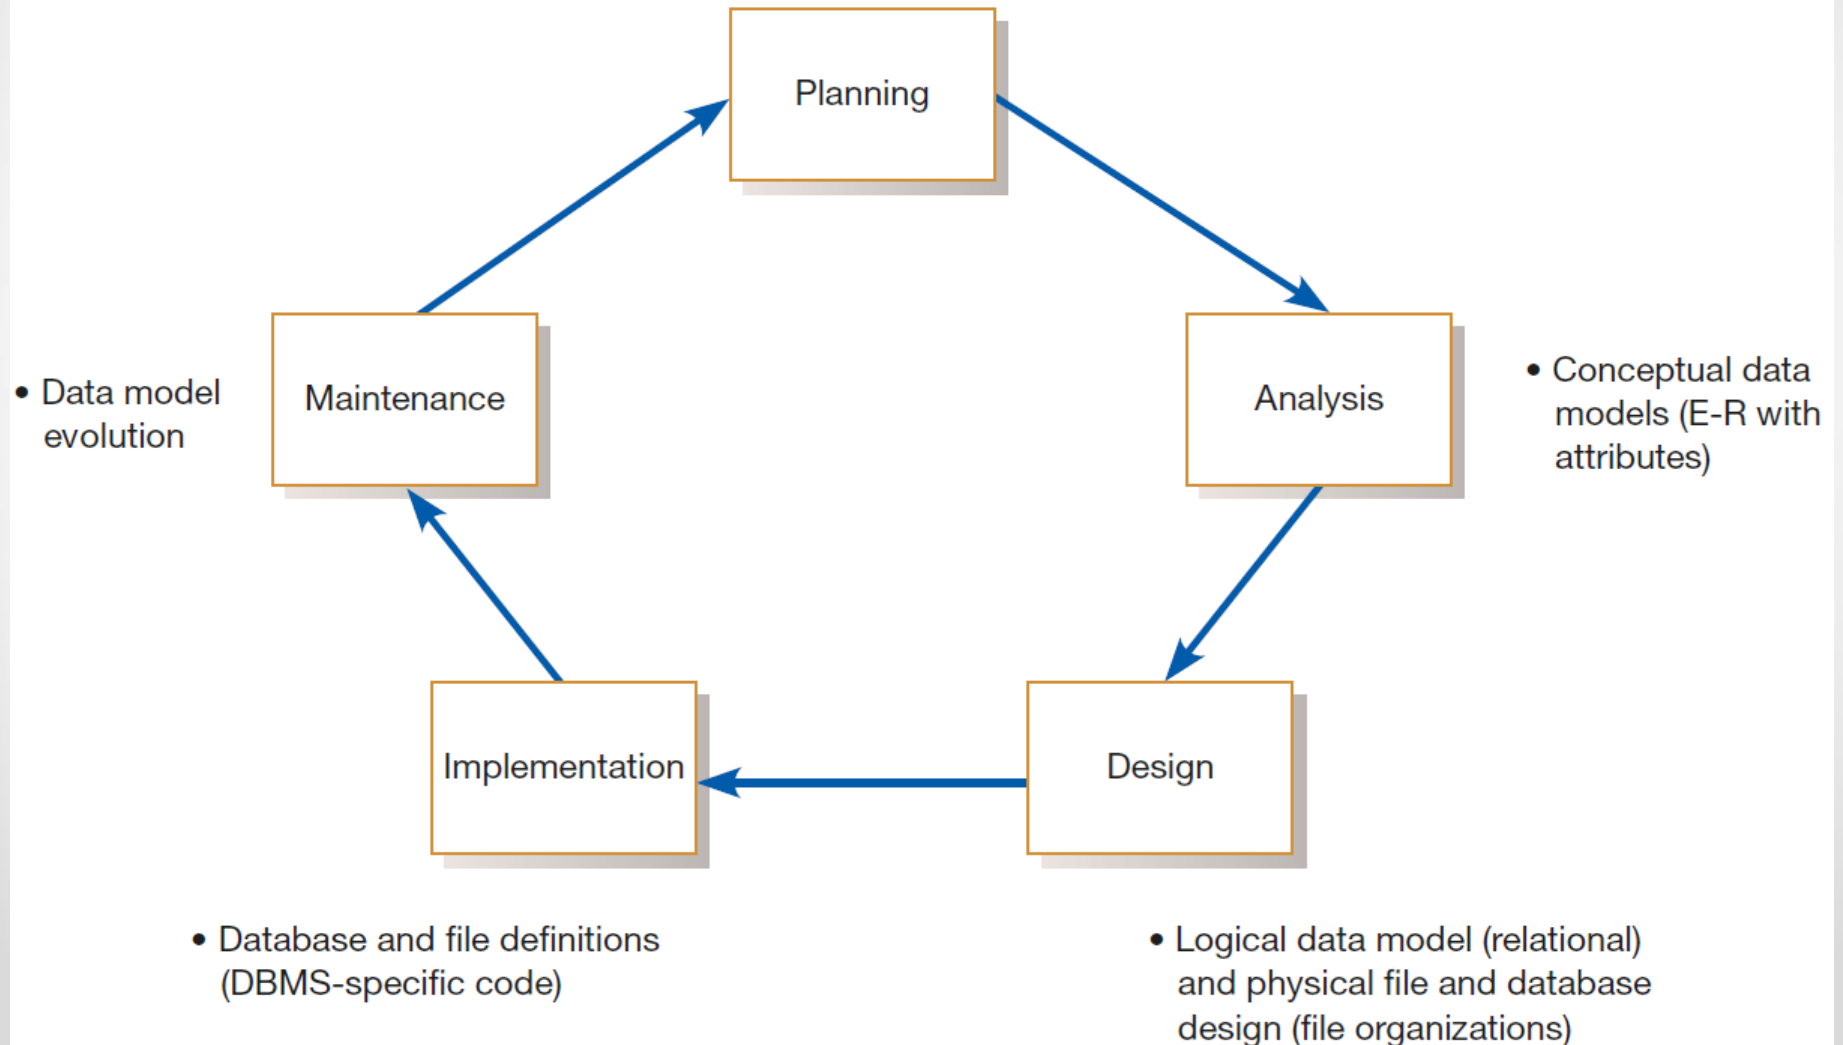 Planning
Maintenance
Analysis
• Data model
evolution
• Conceptual data
models (E-R with
attributes)
Implementation
Design
• Database and file definitions
(DBMS-specific code)
• Logical data model (relational)
and physical file and database
design (file organizations)